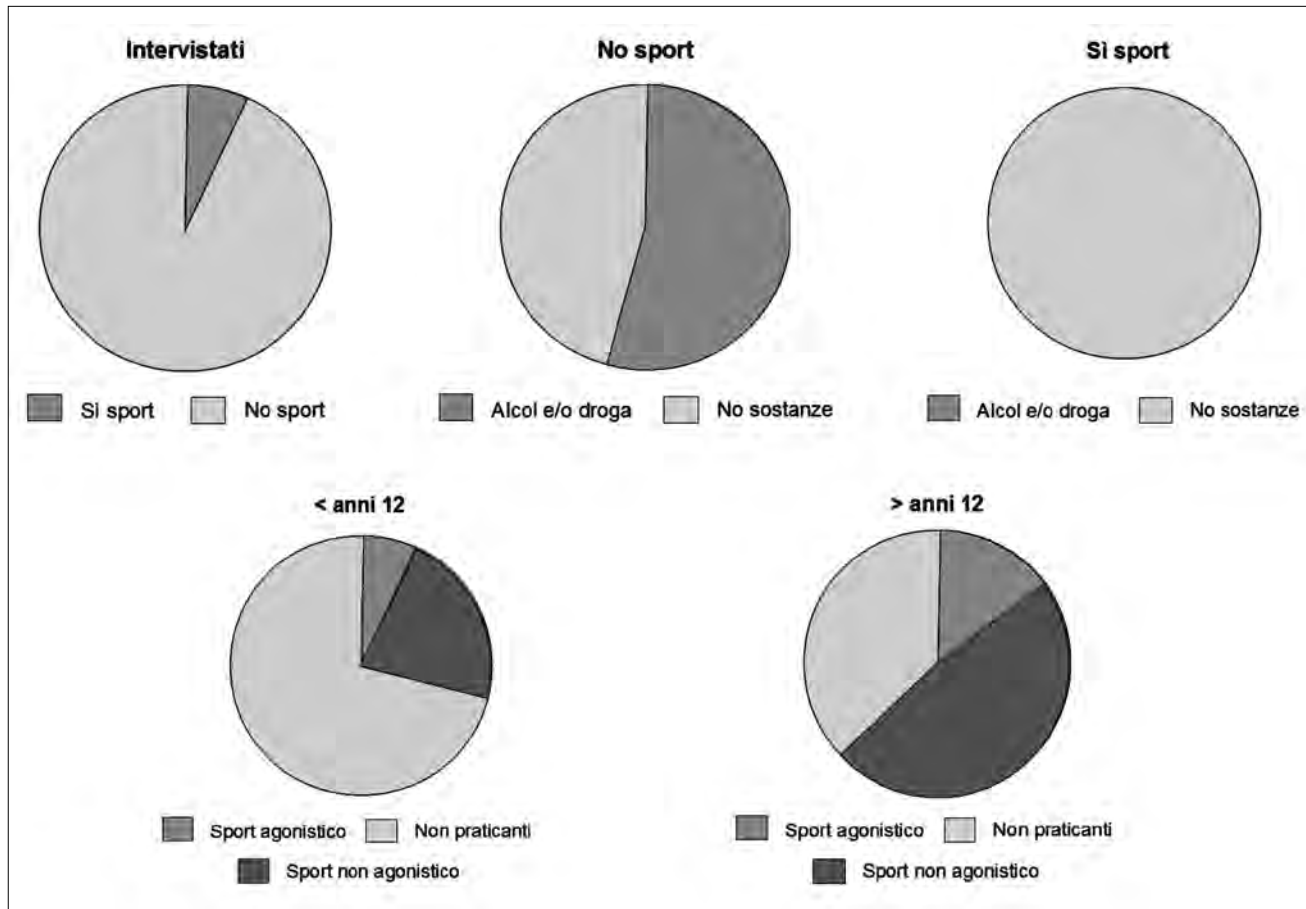 Intervistati
No sport
Sì sport
Sì sport
No sport
Alcol e/o droga
No sostanze
Alcol e/o droga
No sostanze
< anni 12
> anni 12
Sport agonistico
Non praticanti
Sport non agonistico
Sport agonistico
Non praticanti
Sport non agonistico